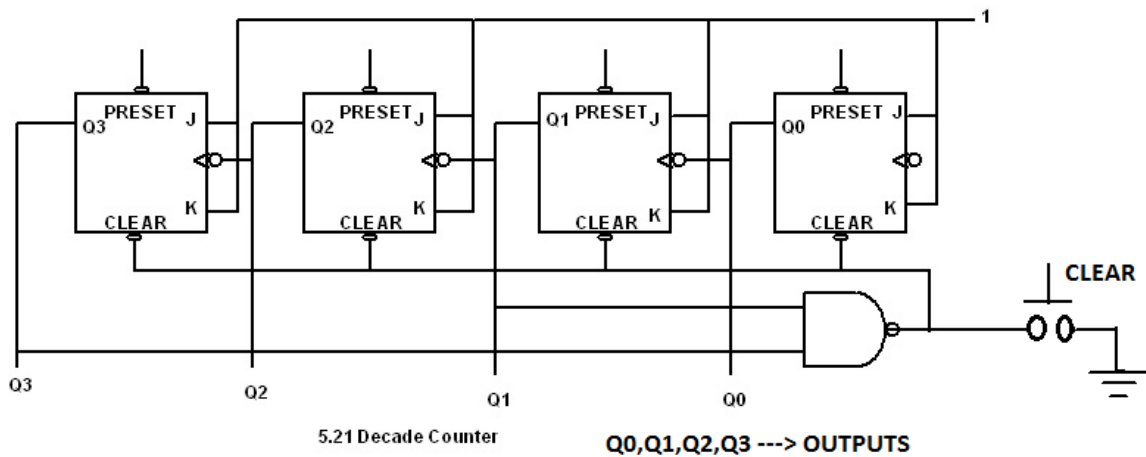 1
PRESET J
PRESET J
PRESET J
PRESET J
Q3
Q2
Q1
Q0
K
K
K
K
CLEAR
CLEAR
CLEAR
CLEAR
CLEAR
Q3
Q2
Q1
Q0
5.21 Decade Counter
Q0,Q1,Q2,Q3 ---> OUTPUTS